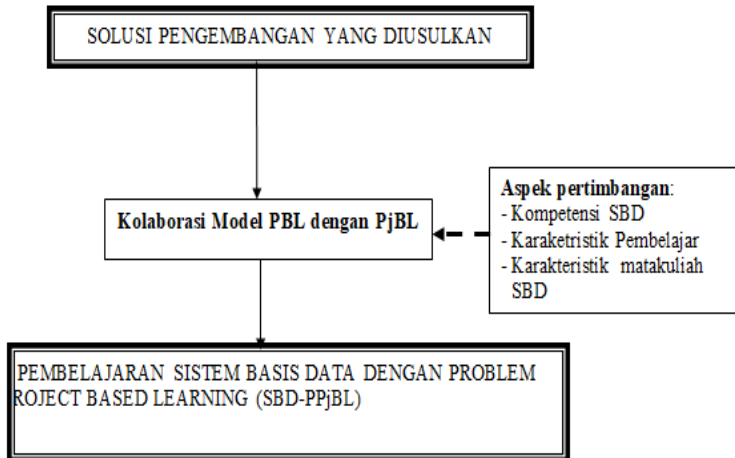 SOLUSI PENGEMBANGAN YANG DIUSULKAN
Kolaborasi Model PBL dengan PjBL
Aspek pertimbangan:
- Kompetensi SBD
- Karaketristik Pembelajar
- Karakteristik matakuliah
SBD
PEMBELAJARAN SISTEM BASIS DATA DENGAN PROBLEM
ROJECT BASED LEARNING (SBD-PPjBL)